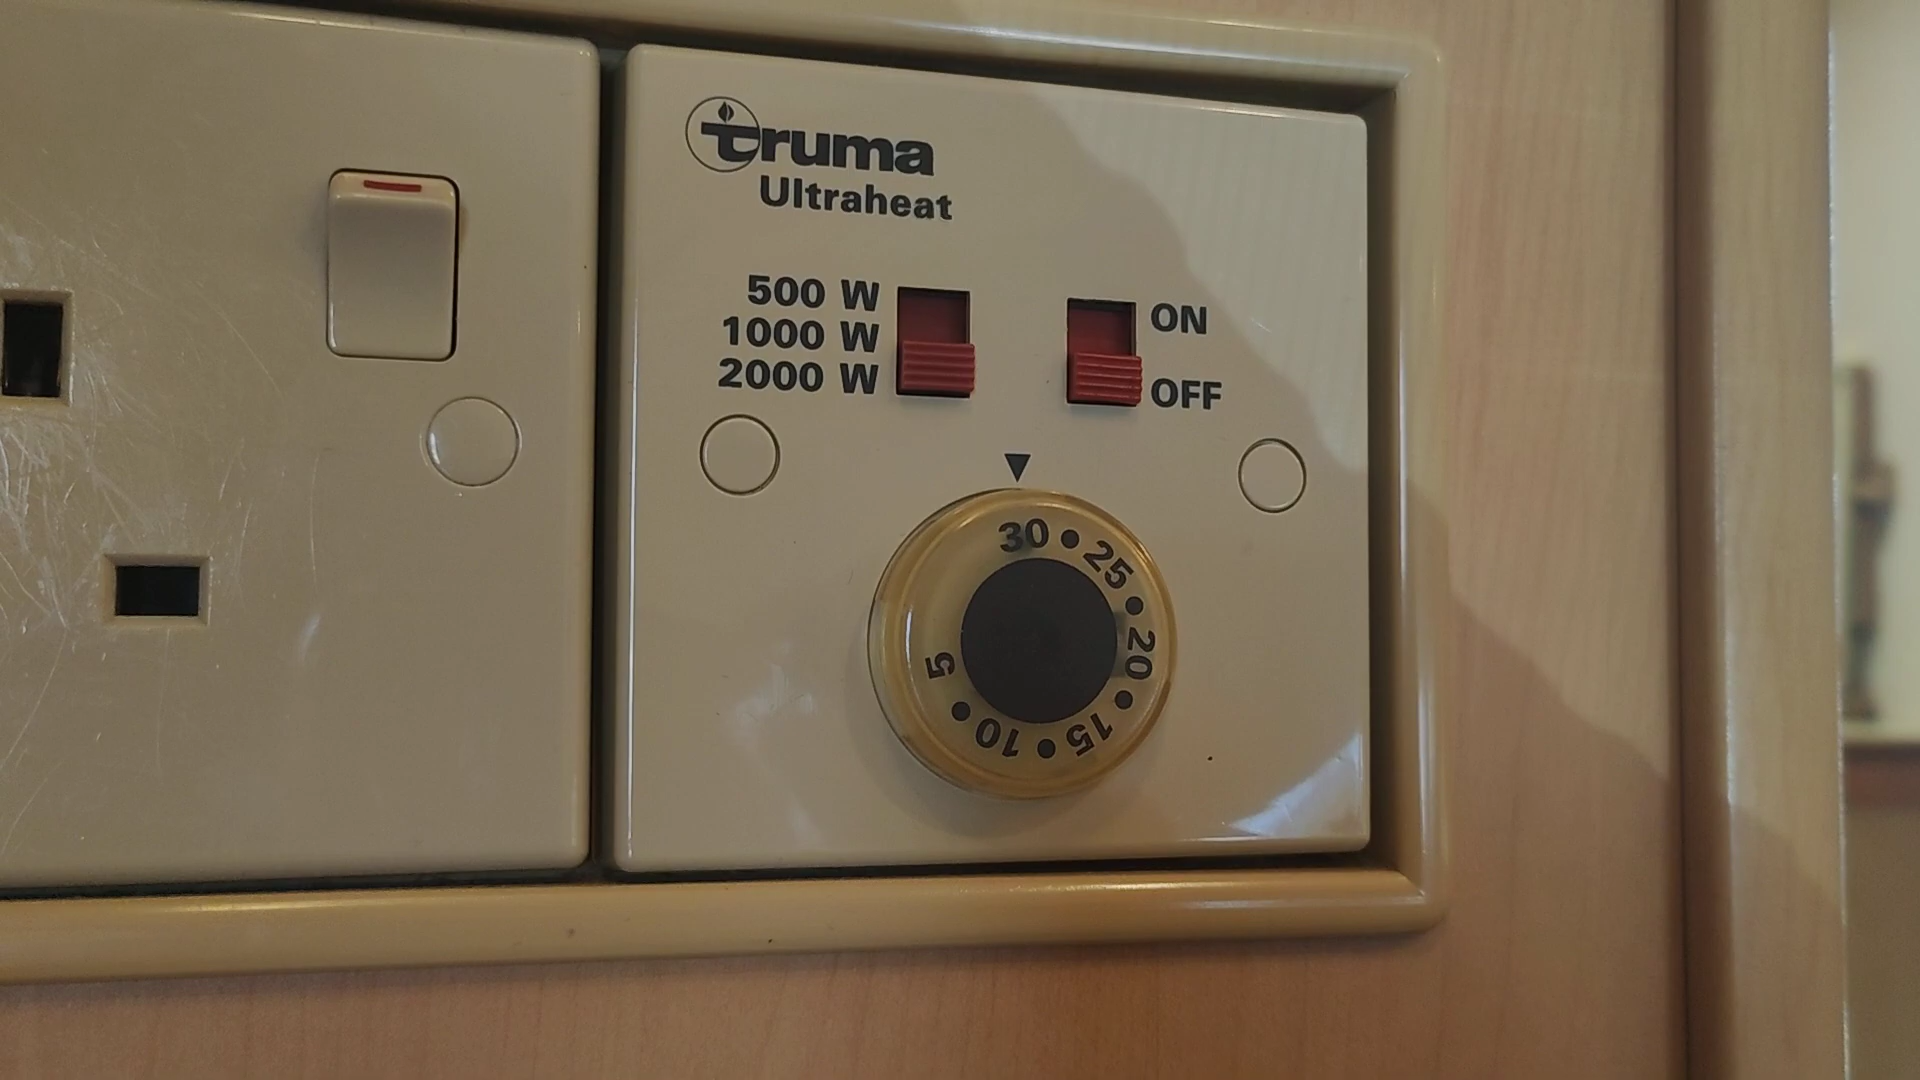 truma
Ultraheat
500 W
1000 W
2000 W
ON
OFF
30 • 25 • 20 • 15 • 10 • 5